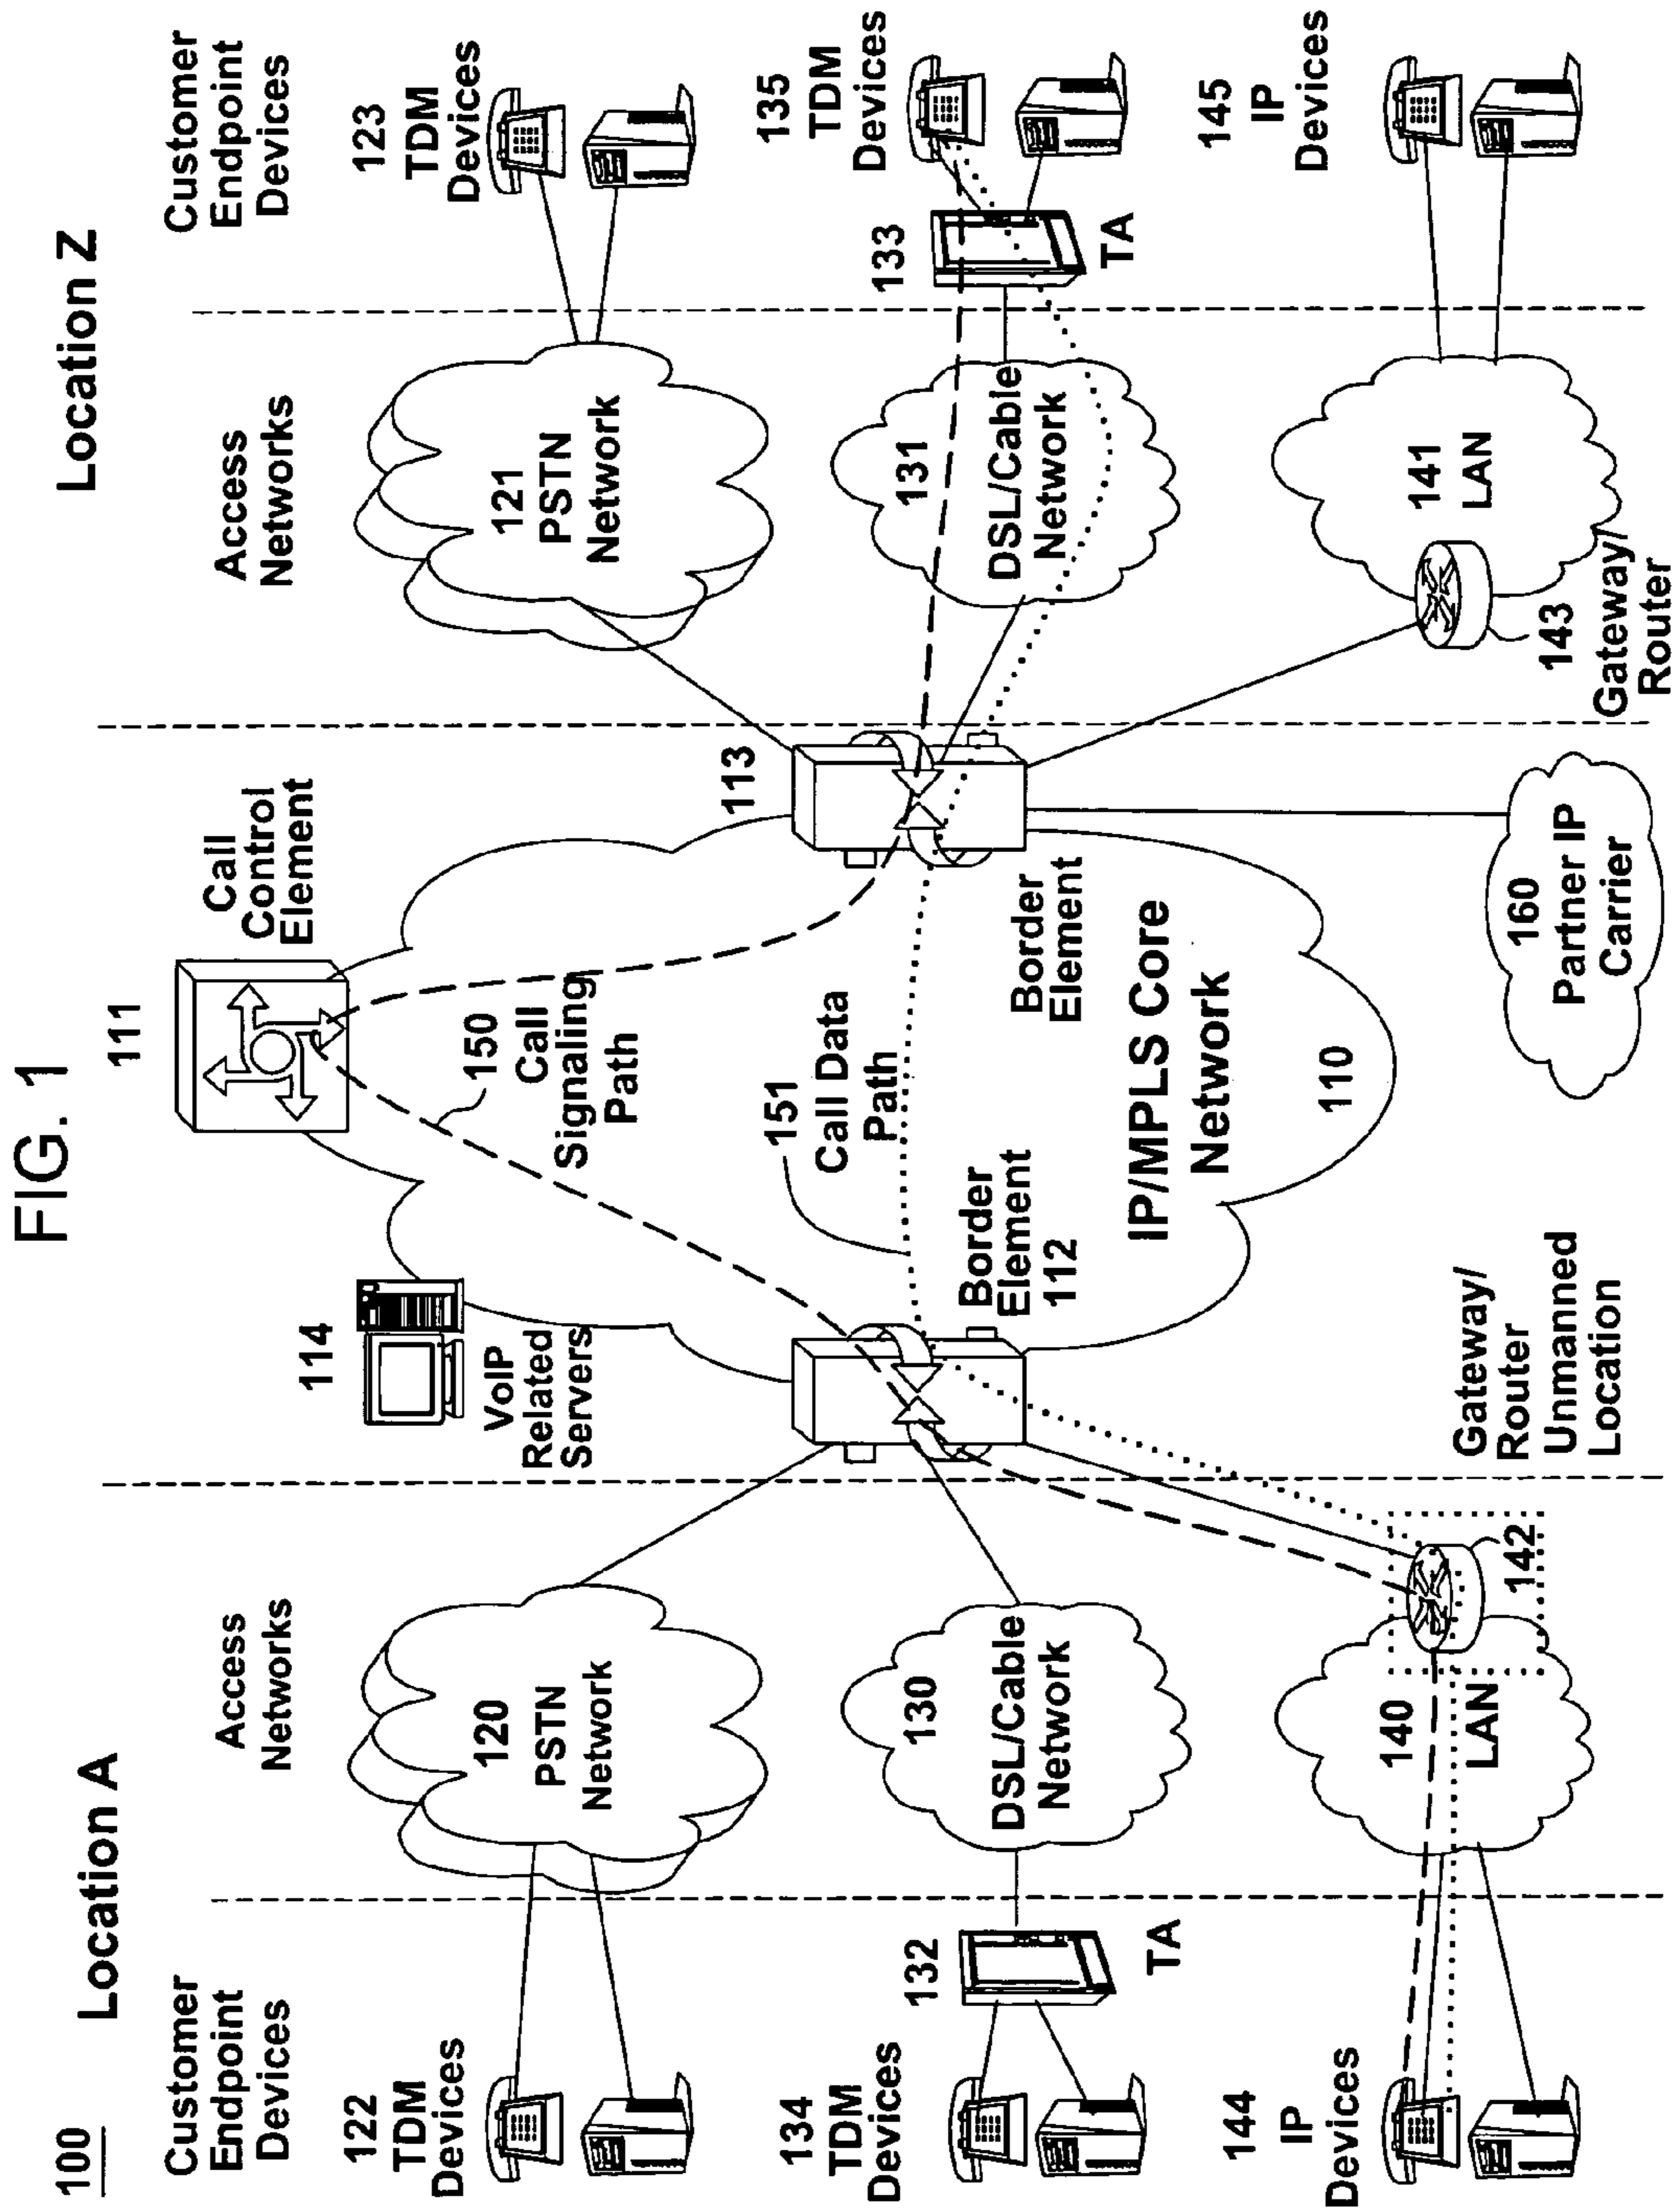 FIG. 1
100
Location A
Location Z
Customer
Endpoint
Devices
Access
Networks
114
VoIP
Related
Servers
111
Call
Control
Element
Access
Networks
Customer
Endpoint
Devices
122
TDM
Devices
120
PSTN
Network
150
Call
Signaling
Path
113
121
PSTN
Network
123
TDM
Devices
134
TDM
Devices
132
TA
130
DSL/Cable
Network
Border
Element
112
151
Call Data
Path
Border
Element
131
DSL/Cable
Network
133
TA
135
TDM
Devices
IP/MPLS Core
Network
110
144
IP
Devices
140
LAN
142
Gateway/
Router
Unmanned
Location
160
Partner IP
Carrier
143
Gateway/
Router
141
LAN
145
IP
Devices